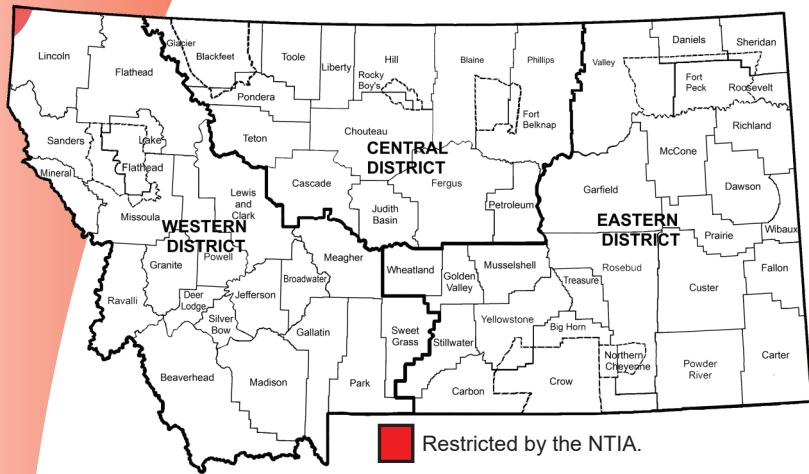 Lincoln
Flathead
Glacier
Blackfeet
Toole
Liberty
Hill
Rocky
Boy's
Blaine
Phillips
Valley
Daniels
Sheridan
Fort
Peck
Roosevelt
Pondera
Fort
Belknap
Richland
Sanders
Lake
Flathead
Teton
Chouteau
CENTRAL
DISTRICT
McCone
Mineral
Missoula
Lewis
and
Clark
Cascade
Judith
Basin
Fergus
Petroleum
Garfield
Dawson
WESTERN
DISTRICT
EASTERN
DISTRICT
Prairie
Wibaux
Ravalli
Granite
Powell
Deer
Lodge
Silver
Bow
Jefferson
Broadwater
Meagher
Wheatland
Golden
Valley
Musselshell
Treasure
Rosebud
Custer
Fallon
Gallatin
Sweet
Grass
Stillwater
Yellowstone
Big Horn
Northern
Cheyenne
Powder
River
Carter
Beaverhead
Madison
Park
Carbon
Crow
Restricted by the NTIA.